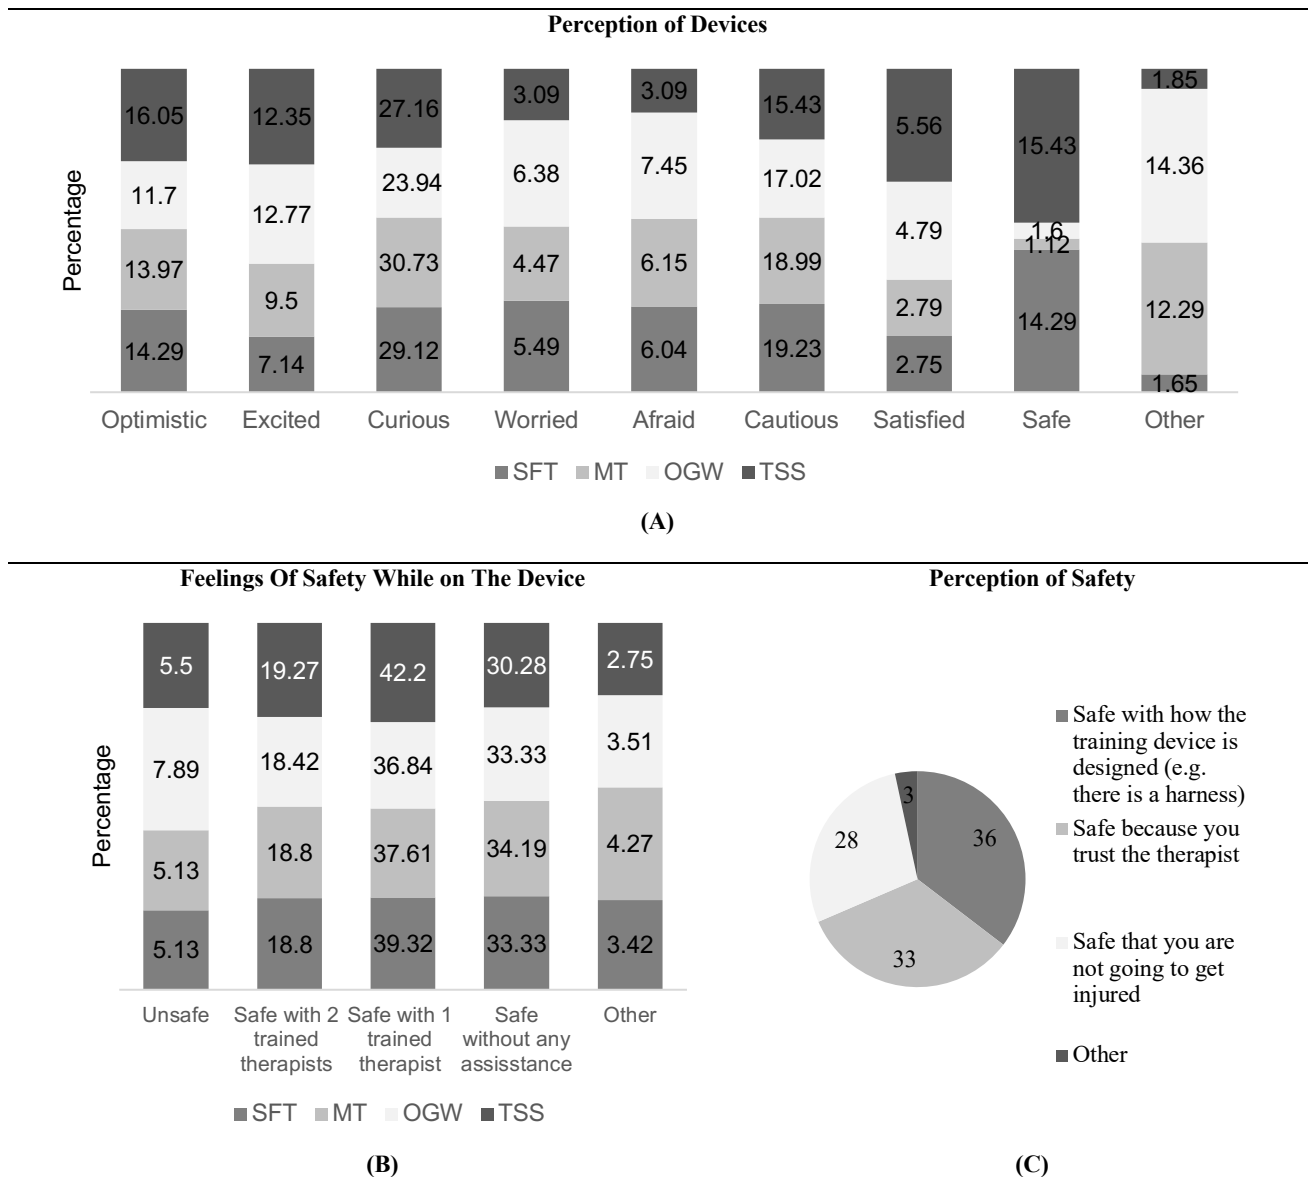 Perception of Devices
Percentage
16.05 12.35 27.16 3.09 3.09 15.43 5.56 15.43 1.85
11.7 12.77 23.94 6.38 7.45 17.02 4.79 1.6 14.36
13.97 9.5 30.73 4.47 6.15 18.99 2.79 1.12 12.29
14.29 7.14 29.12 5.49 6.04 19.23 2.75 14.29 1.65
Optimistic Excited Curious Worried Afraid Cautious Satisfied Safe Other
SFT MT OGW TSS
(A)
Feelings Of Safety While on The Device
Percentage
5.5 19.27 42.2 30.28 2.75
7.89 18.42 36.84 33.33 3.51
5.13 18.8 37.61 34.19 4.27
5.13 18.8 39.32 33.33 3.42
Unsafe Safe with 2 Safe with 1 Safe Other
trained trained without any
therapists therapist assisstance
SFT MT OGW TSS
(B)
Perception of Safety
3
28 36
33
Safe with how the
training device is
designed (e.g.
there is a harness)
Safe because you
trust the therapist
Safe that you are
not going to get
injured
Other
(C)